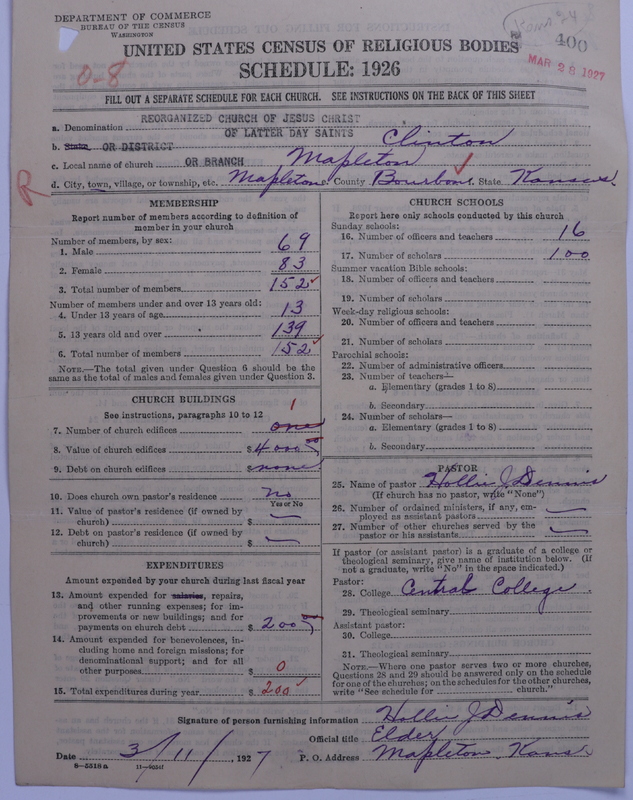 DEPARTMENT OF COMMERCE
BUREAU OF THE CENSUS
WASHINGTON
400
MAR 28 1927
0-8
UNITED STATES CENSUS OF RELIGIOUS BODIES
SCHEDULE: 1926
FILL OUT A SEPARATE SCHEDULE FOR EACH CHURCH. SEE INSTRUCTIONS ON THE BACK OF THIS SHEET
REORGANIZED CHURCH OF JESUS CHRIST
a. Denomination OF LATTER DAY SAINTS
b. State OR DISTRICT Clinton
c. Local name of church OR BRANCH Mapleton
R
d. City, town, village, or township, etc. Mapleton e. County Bourbon f. State Kansas.
MEMBERSHIP
Report number of members according to definition of
member in your church
Number of members, by sex:
1. Male 69
2. Female 83
3. Total number of members 152
Number of members under and over 13 years old:
4. Under 13 years of age 13
5. 13 years old and over 139
6. Total number of members 152
NOTE.—The total given under Question 6 should be
same as the total of males and females given under Question 3.
CHURCH BUILDINGS
See instructions, paragraphs 10 to 12
1
7. Number of church edifices one
8. Value of church edifices $4000 00
9. Debt on church edifices $none
10. Does church own pastor's residence no
Yes or No
11. Value of pastor's residence (if owned by
church) $ —
12. Debt on pastor's residence (if owned by
church) $ —
EXPENDITURES
Amount expended by your church during last fiscal year
13. Amount expended for salaries, repairs,
and other running expenses; for im-
provements or new buildings; and for
payments on church debt $ 200
14. Amount expended for benevolences, in-
cluding home and foreign missions; for
denominational support; and for all
other purposes $ 0
15. Total expenditures during year $ 200
CHURCH SCHOOLS
Report here only schools conducted by this church
Sunday schools:
16. Number of officers and teachers 16
17. Number of scholars 100
Summer vacation Bible schools:
18. Number of officers and teachers
19. Number of scholars
Week-day religious schools:
20. Number of officers and teachers
21. Number of scholars
Parochial schools:
22. Number of administrative officers
23. Number of teachers—
a. Elementary (grades 1 to 8)
b. Secondary
24. Number of scholars—
a. Elementary (grades 1 to 8)
b. Secondary
PASTOR
25. Name of pastor Hollis J Dennis
(If church has no pastor, write "None")
26. Number of ordained ministers, if any, em-
ployed as assistant pastors —
27. Number of other churches served by the
pastor or his assistants —
If pastor (or assistant pastor) is a graduate of a college or
theological seminary, give name of institution below. (If
not a graduate, write "No" in the space indicated.)
Pastor:
28. College Central College
29. Theological seminary
Assistant pastor:
30. College
31. Theological seminary
NOTE.—Where one pastor serves two or more churches,
Questions 28 and 29 should be answered only on the schedule
for one of the churches; on the schedules for the other churches,
write "See schedule for church."
Signature of person furnishing information Hollis J Dennis
Official title Elder
Date 3/11/, 1927 P. O. Address Mapleton, Kans
8-5518 a 11-9034f